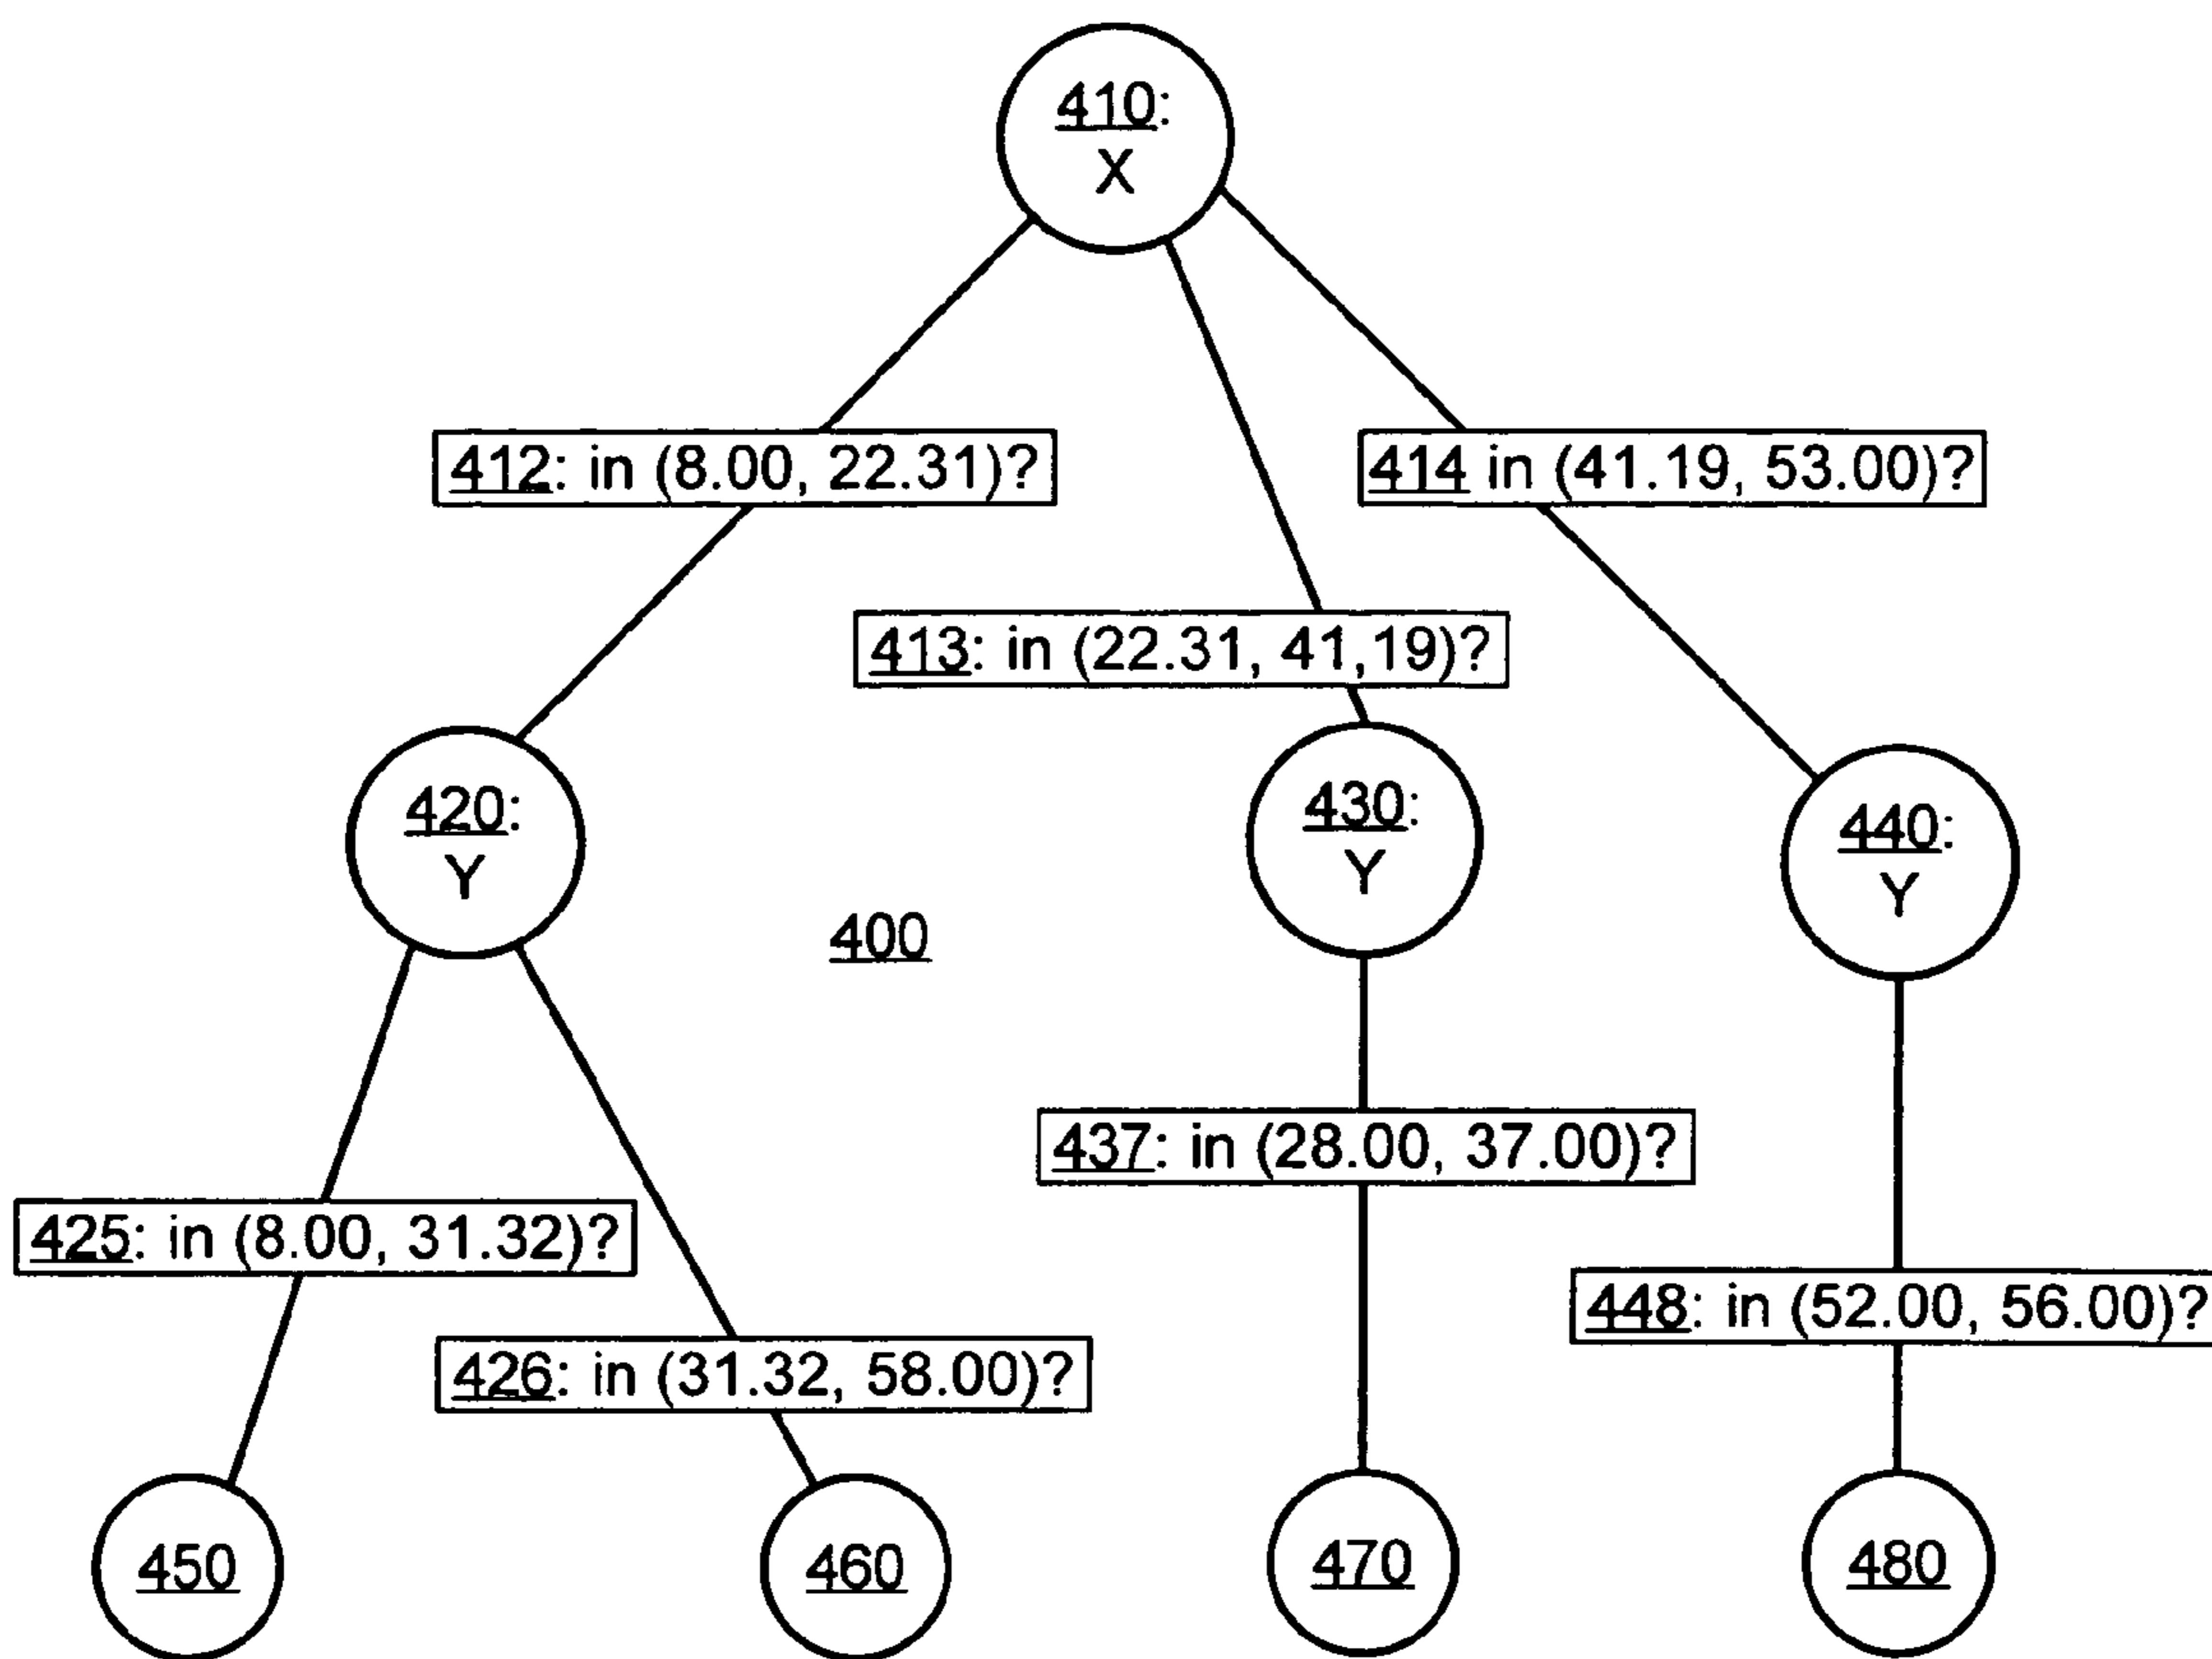 410:
X
412: in (8.00, 22.31)?
414 in (41.19, 53.00)?
413: in (22.31, 41,19)?
420:
Y
430:
Y
440:
Y
400
437: in (28.00, 37.00)?
425: in (8.00, 31.32)?
448: in (52.00, 56.00)?
426: in (31.32, 58.00)?
450
460
470
480